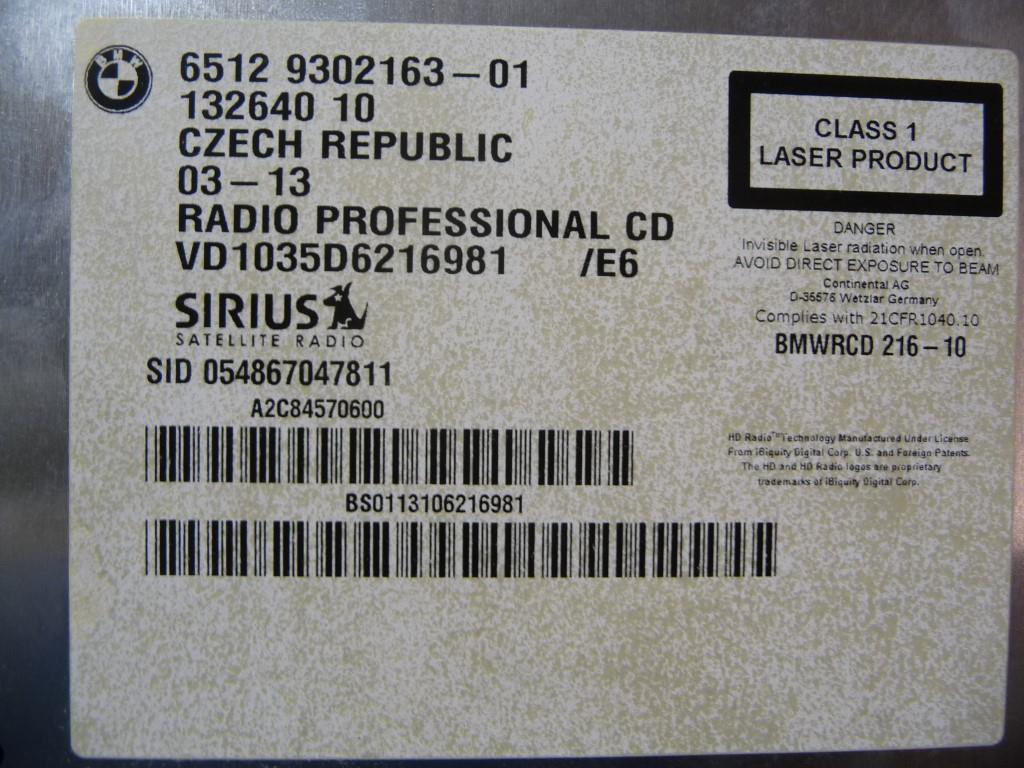 BMW
6512 9302163-01
132640 10
CZECH REPUBLIC
03-13
RADIO PROFESSIONAL CD
VD1035D6216981 /E6
SIRIUS
SATELLITE RADIO
SID 054867047811
A2C84570600
BS0113106216981
CLASS 1
LASER PRODUCT
DANGER
Invisible Laser radiation when open.
AVOID DIRECT EXPOSURE TO BEAM
Continental AG
D-35576 Wetzlar Germany
Complies with 21CFR1040.10
BMWRCD 216-10
HD Radio™ Technology Manufactured Under License
From iBiquity Digital Corp. U.S. and Foreign Patents.
The HD and HD Radio logos are proprietary
trademarks of iBiquity Digital Corp.